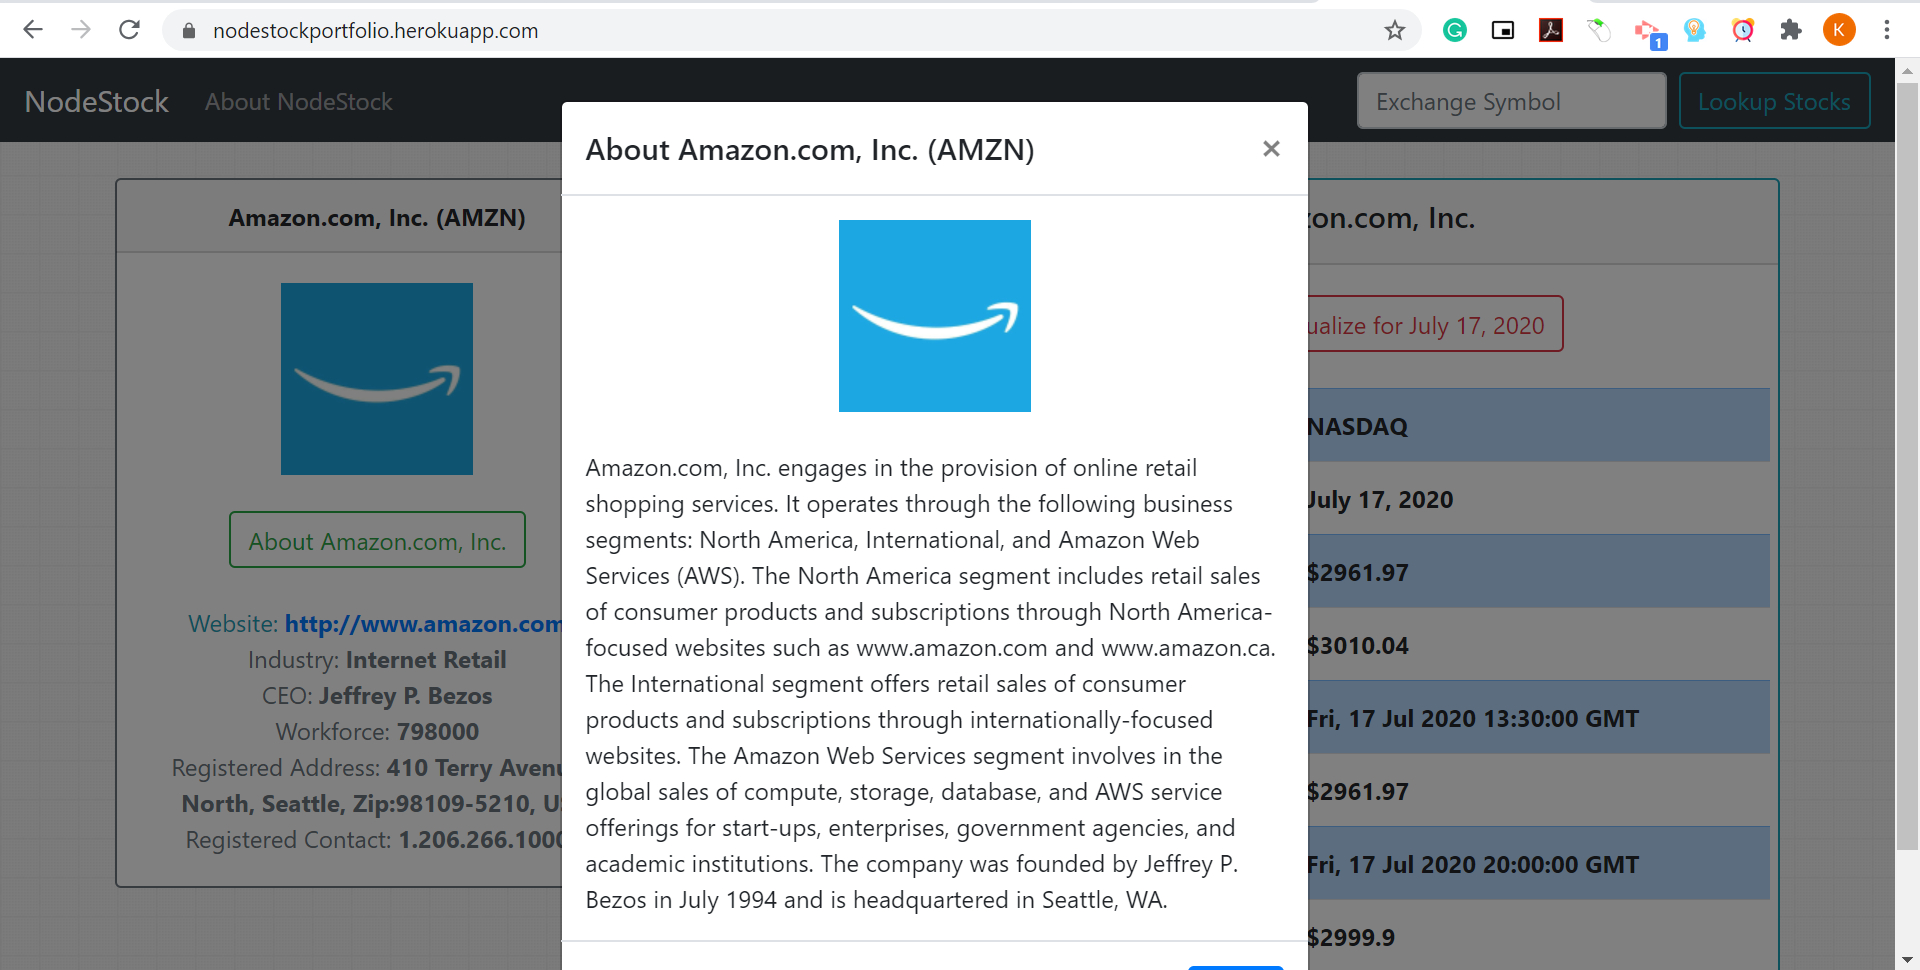 nodestockportfolio.herokuapp.com
1
K
NodeStock
About NodeStock
Exchange Symbol
Lookup Stocks
About Amazon.com, Inc. (AMZN)
×
Amazon.com, Inc. engages in the provision of online retail
shopping services. It operates through the following business
segments: North America, International, and Amazon Web
Services (AWS). The North America segment includes retail sales
of consumer products and subscriptions through North America-
focused websites such as www.amazon.com and www.amazon.ca.
The International segment offers retail sales of consumer
products and subscriptions through internationally-focused
websites. The Amazon Web Services segment involves in the
global sales of compute, storage, database, and AWS service
offerings for start-ups, enterprises, government agencies, and
academic institutions. The company was founded by Jeffrey P.
Bezos in July 1994 and is headquartered in Seattle, WA.
Amazon.com, Inc. (AMZN)
About Amazon.com, Inc.
Website: http://www.amazon.com
Industry: Internet Retail
CEO: Jeffrey P. Bezos
Workforce: 798000
Registered Address: 410 Terry Avenu
North, Seattle, Zip:98109-5210, U
Registered Contact: 1.206.266.1000
zon.com, Inc.
ualize for July 17, 2020
NASDAQ
July 17, 2020
$2961.97
$3010.04
Fri, 17 Jul 2020 13:30:00 GMT
$2961.97
Fri, 17 Jul 2020 20:00:00 GMT
$2999.9